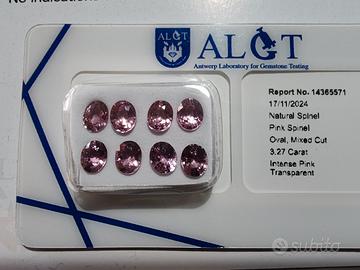 No indications
ALGT
Antwerp Laboratory for Gemstone Testing
Report No. 14365571
17/11/2024
Natural Spinel
Pink Spinel
Oval, Mixed Cut
3.27 Carat
Intense Pink
Transparent
subito